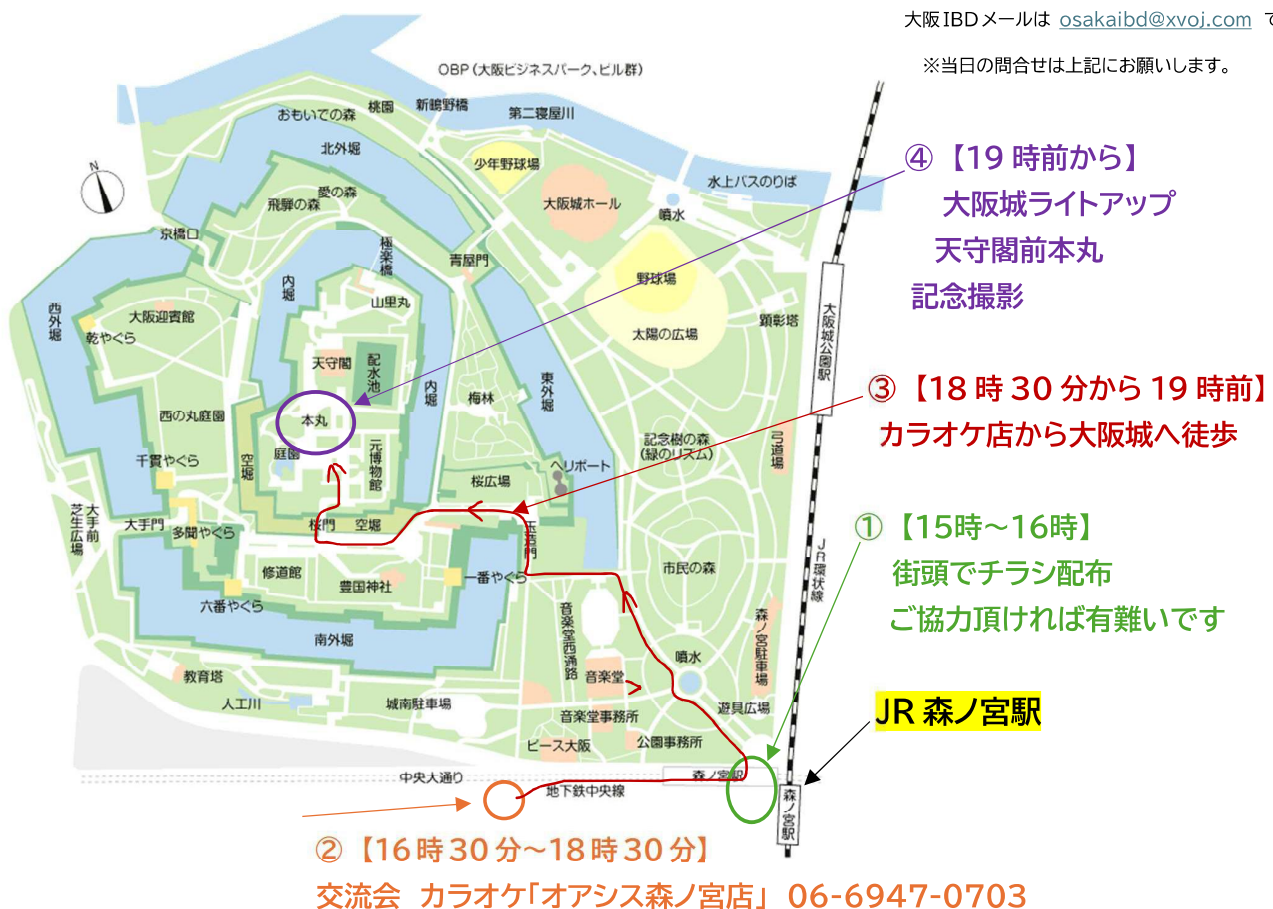 大阪IBDメールは osakaibd@xvoj.com で
※当日の問合せは上記にお願いします。
OBP（大阪ビジネスパーク、ビル群）
おもいでの森
桃園
新鴫野橋
第二寝屋川
北外堀
少年野球場
水上バスのりば
愛の森
飛騨の森
大阪城ホール
噴水
N
京橋口
極楽橋
青屋門
内堀
野球場
山里丸
西外堀
大阪迎賓館
乾やぐら
太陽の広場
顕彰塔
大阪城公園駅
天守閣
配水池
内堀
東外堀
梅林
西の丸庭園
本丸
記念樹の森
（緑のリズム）
弓道場
庭園
元博物館
空堀
千貫やぐら
ヘリポート
桜広場
大手前
芝生広場
大手門
多聞やぐら
桜門
空堀
玉造門
JR環状線
修道館
豊国神社
一番やぐら
市民の森
六番やぐら
南外堀
音楽堂西通路
森ノ宮駐車場
噴水
教育塔
音楽堂
人工川
城南駐車場
遊具広場
音楽堂事務所
ピース大阪
公園事務所
中央大通り
森ノ宮駅
地下鉄中央線
森ノ宮駅
④【19時前から】
大阪城ライトアップ
天守閣前本丸
記念撮影
③【18時30分から19時前】
カラオケ店から大阪城へ徒歩
①【15時～16時】
街頭でチラシ配布
ご協力頂ければ有難いです
JR森ノ宮駅
②【16時30分～18時30分】
交流会 カラオケ「オアシス森ノ宮店」 06-6947-0703